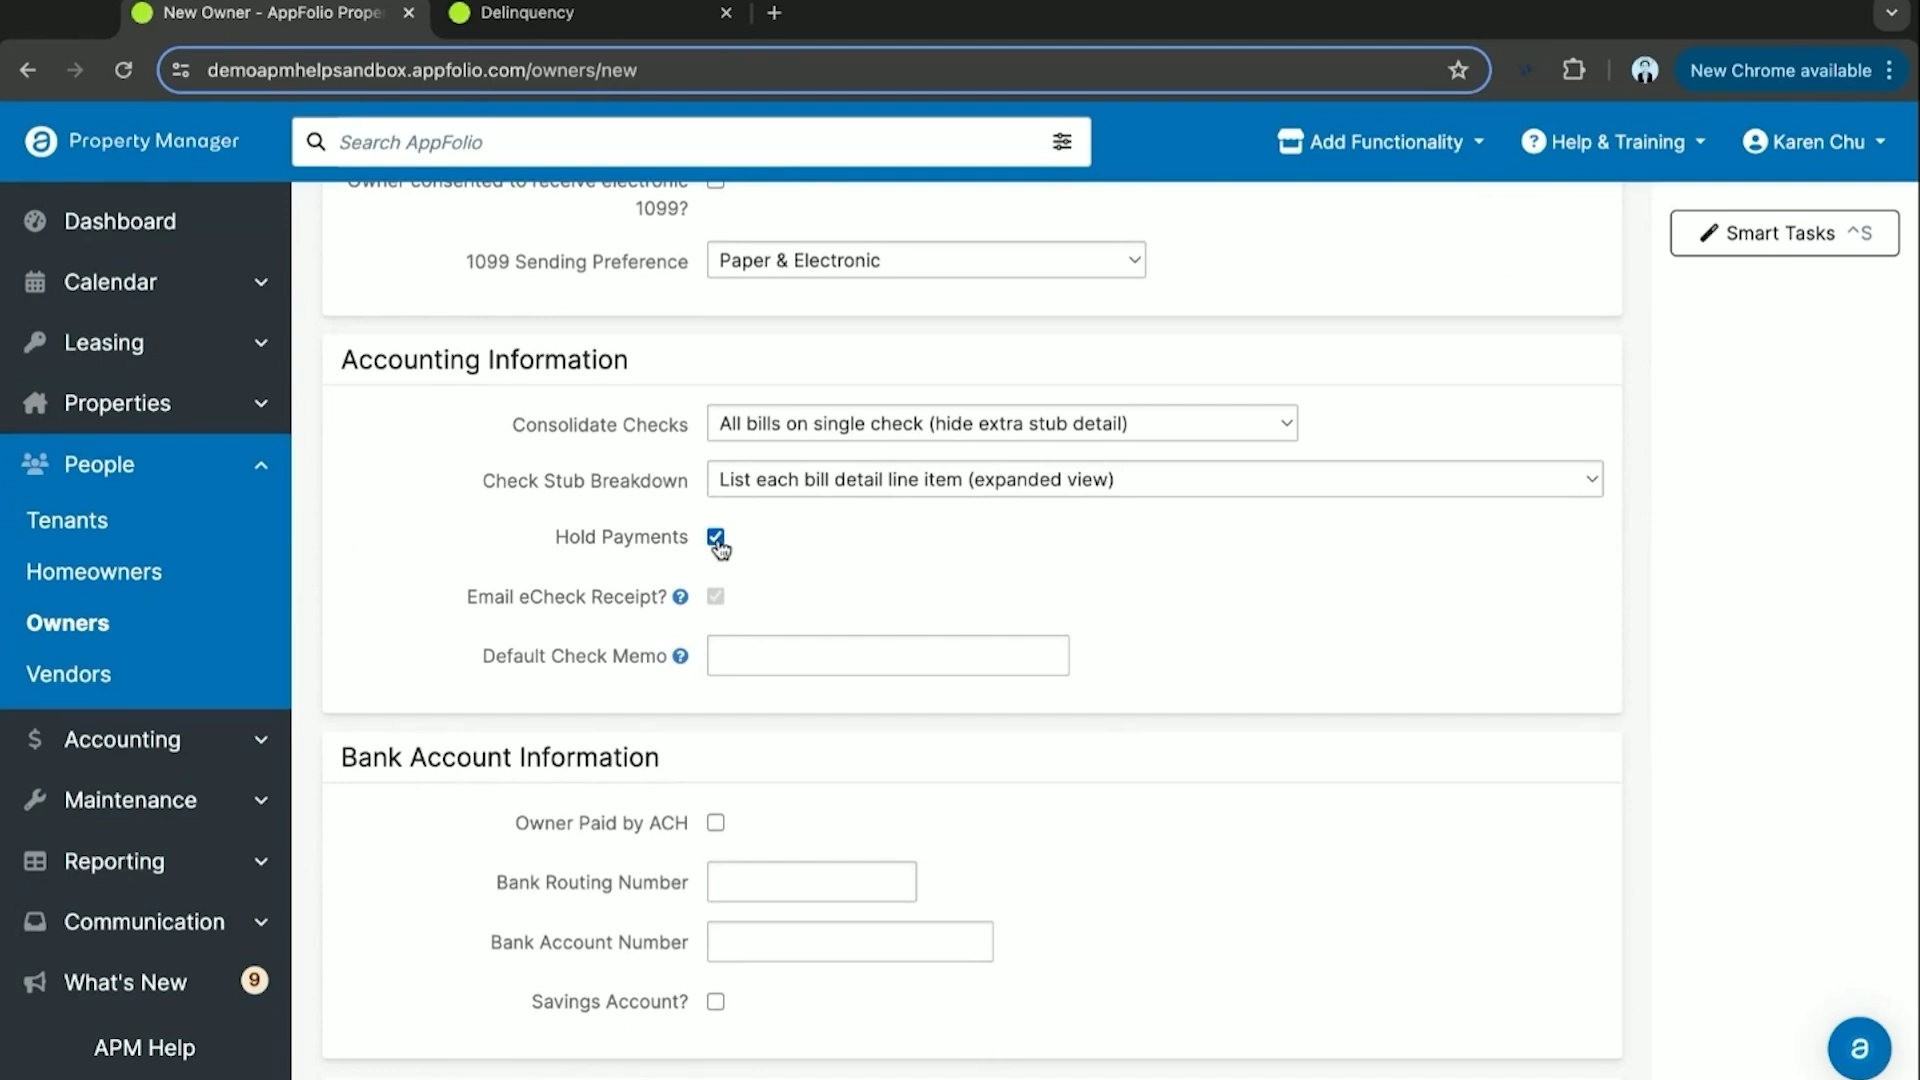 New Owner - AppFolio Prope
Delinquency
demoapmhelpsandbox.appfolio.com/owners/new
New Chrome available
Property Manager
Search AppFolio
Add Functionality
Help & Training
Karen Chu
Dashboard
Calendar
Leasing
Properties
People
Tenants
Homeowners
Owners
Vendors
Accounting
Maintenance
Reporting
Communication
What's New 9
APM Help
Owner consented to receive electronic
1099?
1099 Sending Preference Paper & Electronic
Accounting Information
Consolidate Checks All bills on single check (hide extra stub detail)
Check Stub Breakdown List each bill detail line item (expanded view)
Hold Payments
Email eCheck Receipt?
Default Check Memo
Bank Account Information
Owner Paid by ACH
Bank Routing Number
Bank Account Number
Savings Account?
Smart Tasks ^S